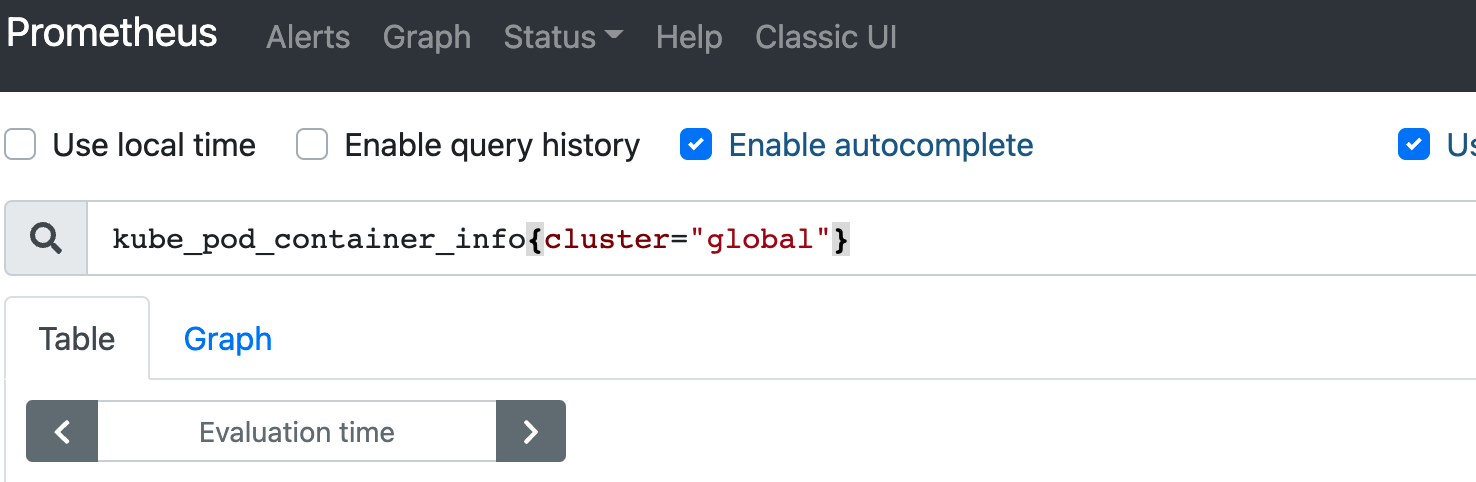 Prometheus Alerts Graph Status Help Classic UI
Use local time Enable query history Enable autocomplete
kube_pod_container_info{cluster="global"}
Table Graph
Evaluation time